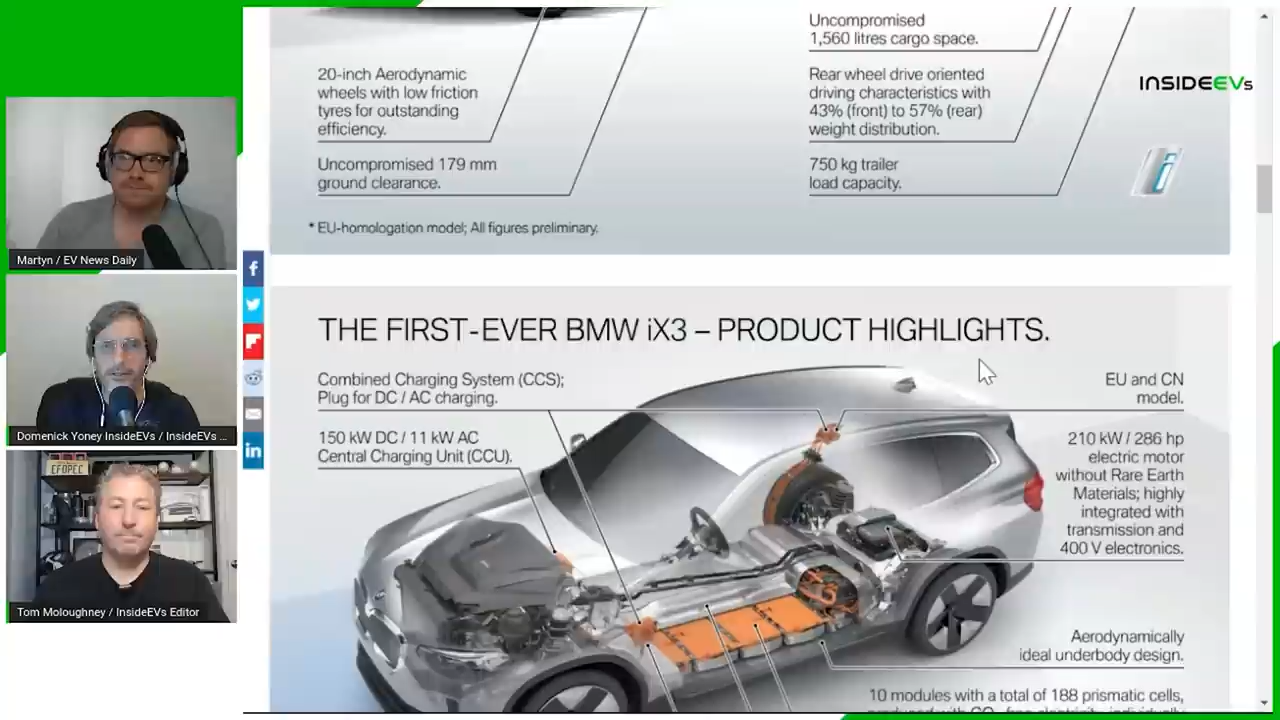 Uncompromised
1,560 litres cargo space.
20-inch Aerodynamic
wheels with low friction
tyres for outstanding
efficiency.
Rear wheel drive oriented
driving characteristics with
43% (front) to 57% (rear)
weight distribution.
INSIDEEVs
Uncompromised 179 mm
ground clearance.
750 kg trailer
load capacity.
i
* EU-homologation model; All figures preliminary.
Martyn / EV News Daily
THE FIRST-EVER BMW iX3 – PRODUCT HIGHLIGHTS.
Combined Charging System (CCS);
Plug for DC / AC charging.
EU and CN
model.
150 kW DC / 11 kW AC
Central Charging Unit (CCU).
210 kW / 286 hp
electric motor
without Rare Earth
Materials; highly
integrated with
transmission and
400 V electronics.
Domenick Yoney InsideEVs / InsideEVs ...
EFOPEC
Tom Moloughney / InsideEVs Editor
Aerodynamically
ideal underbody design.
10 modules with a total of 188 prismatic cells,